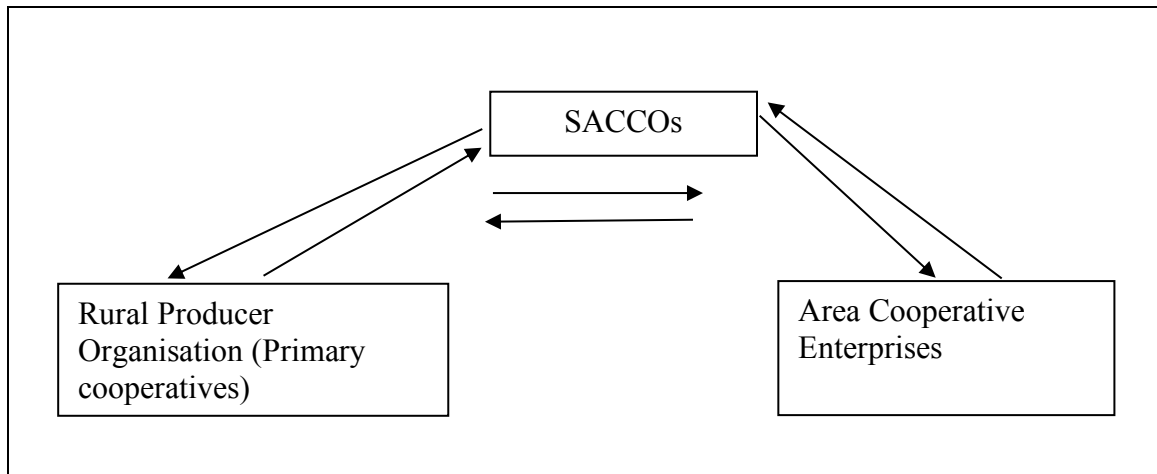 SACCOs
Rural Producer
Organisation (Primary
cooperatives)
Area Cooperative
Enterprises